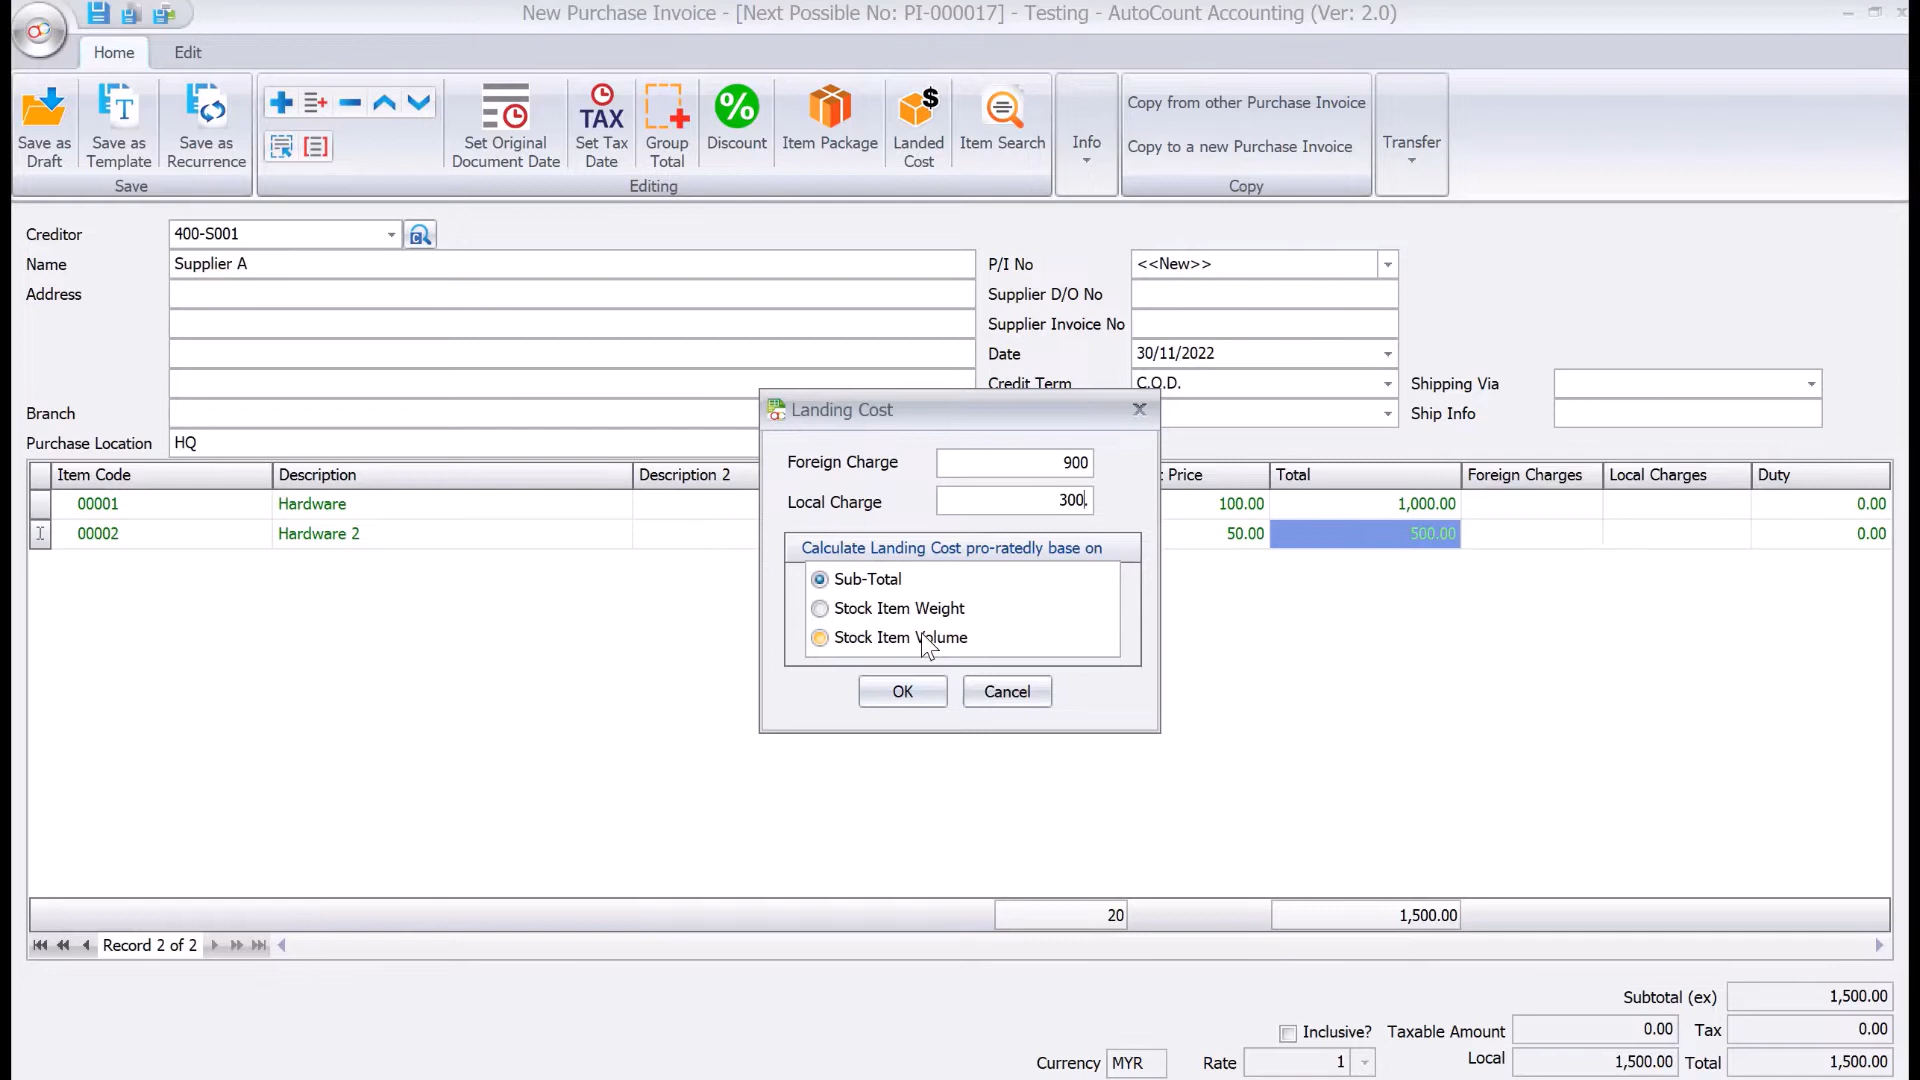 New Purchase Invoice - [Next Possible No: PI-000017] - Testing - AutoCount Accounting (Ver: 2.0)
Home Edit
Save as Draft
Save as Template
Save as Recurrence
Save
Set Original Document Date
TAX
Set Tax Date
Group Total
%
Discount
Item Package
$
Landed Cost
Item Search
Editing
Info
Copy from other Purchase Invoice
Copy to a new Purchase Invoice
Copy
Transfer
Creditor 400-S001
Name Supplier A
Address
Branch
Purchase Location HQ
P/I No <<New>>
Supplier D/O No
Supplier Invoice No
Date 30/11/2022
Credit Term C.O.D.
Shipping Via
Ship Info
Landing Cost
Foreign Charge 900
Local Charge 300.
Calculate Landing Cost pro-ratedly base on
Sub-Total
Stock Item Weight
Stock Item Volume
OK Cancel
Item Code Description Description 2 Price Total Foreign Charges Local Charges Duty
00001 Hardware 100.00 1,000.00 0.00
00002 Hardware 2 50.00 500.00 0.00
20 1,500.00
Record 2 of 2
Subtotal (ex) 1,500.00
Inclusive? Taxable Amount 0.00 Tax 0.00
Currency MYR Rate 1 Local 1,500.00 Total 1,500.00